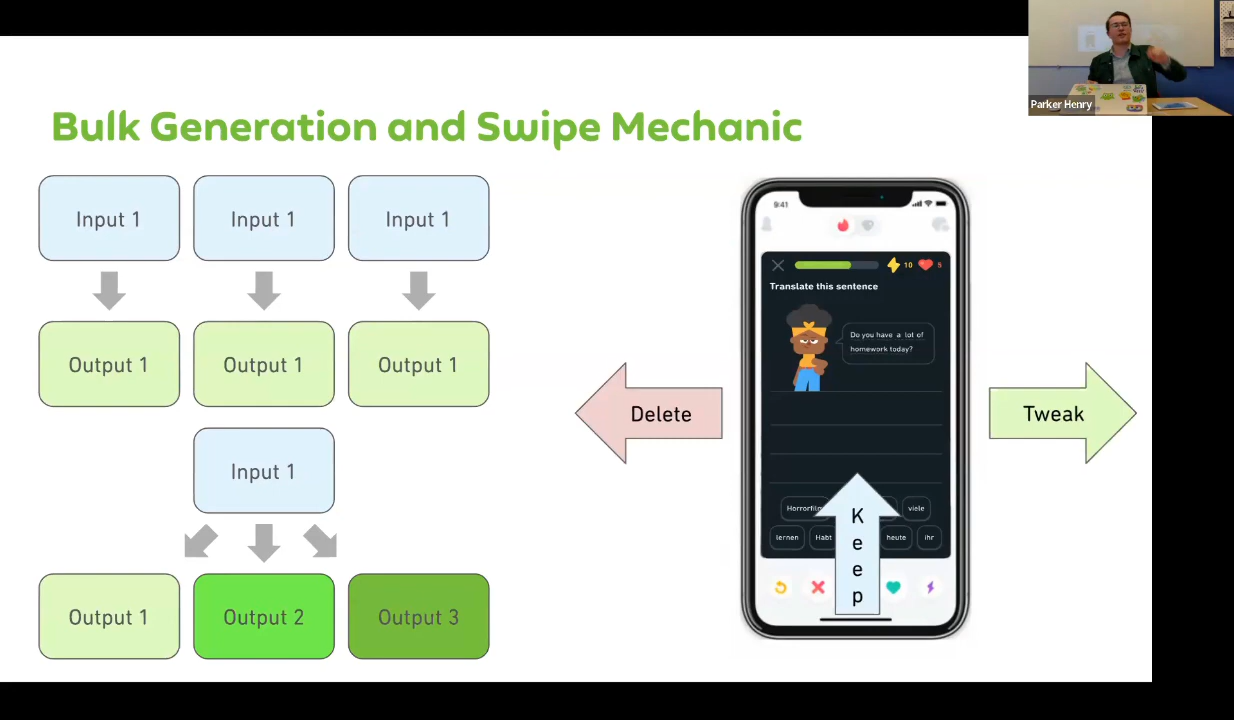 Parker Henry
Bulk Generation and Swipe Mechanic
Input 1
Input 1
Input 1
Output 1
Output 1
Output 1
Input 1
Output 1
Output 2
Output 3
Delete
9:41
10
5
Translate this sentence
Do you have a lot of
homework today?
viele
lernen
Habt
heute
ihr
Keep
Tweak